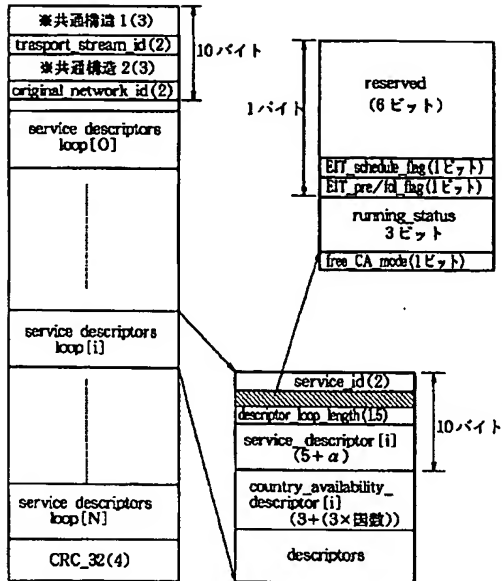 ※共通構造1(3)
trasport_stream_id(2)
※共通構造2(3)
original_network_id(2)
10バイト
service descriptors
loop[0]
service descriptors
loop[i]
service descriptors
loop[N]
CRC_32(4)
reserved
(6ビット)
1バイト
EIT_schedule_flag(1ビット)
EIT_pre/fol_flag(1ビット)
running_status
3ビット
free_CA_mode(1ビット)
service_id(2)
descriptor_loop_length(1.5)
service_descriptor[i]
(5+α)
10バイト
country_availability_
descriptor[i]
(3+(3×因数))
descriptors